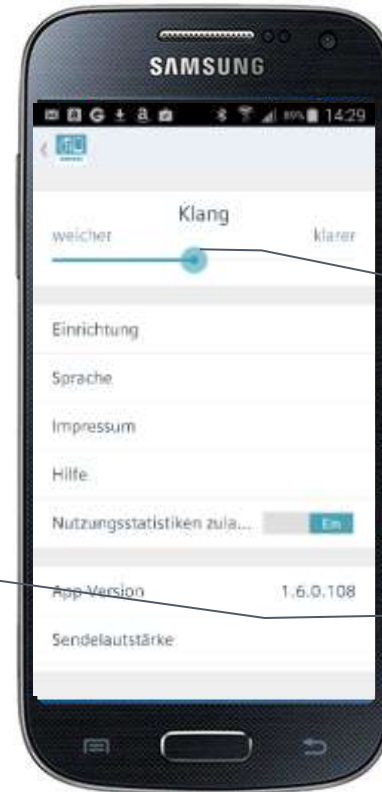 SAMSUNG
89% 14:29
Klang
weicher klarer
Einrichtung
Sprache
Impressum
Hilfe
Nutzungsstatistiken zula... Ein
App Version 1.6.0.108
Sendelautstärke